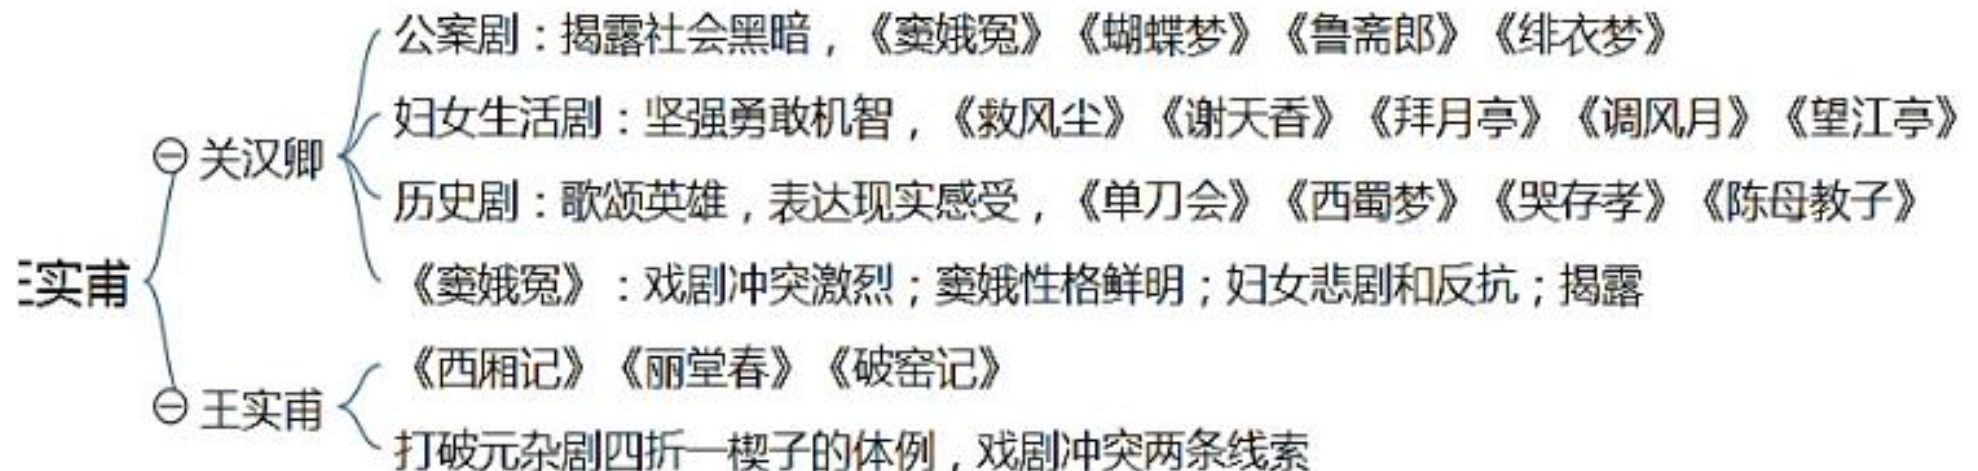 公案剧：揭露社会黑暗，《窦娥冤》《蝴蝶梦》《鲁斋郎》《绯衣梦》
妇女生活剧：坚强勇敢机智，《救风尘》《谢天香》《拜月亭》《调风月》《望江亭》
关汉卿
历史剧：歌颂英雄，表达现实感受，《单刀会》《西蜀梦》《哭存孝》《陈母教子》
实甫
《窦娥冤》：戏剧冲突激烈；窦娥性格鲜明；妇女悲剧和反抗；揭露
《西厢记》《丽堂春》《破窑记》
王实甫
打破元杂剧四折一楔子的体例，戏剧冲突两条线索